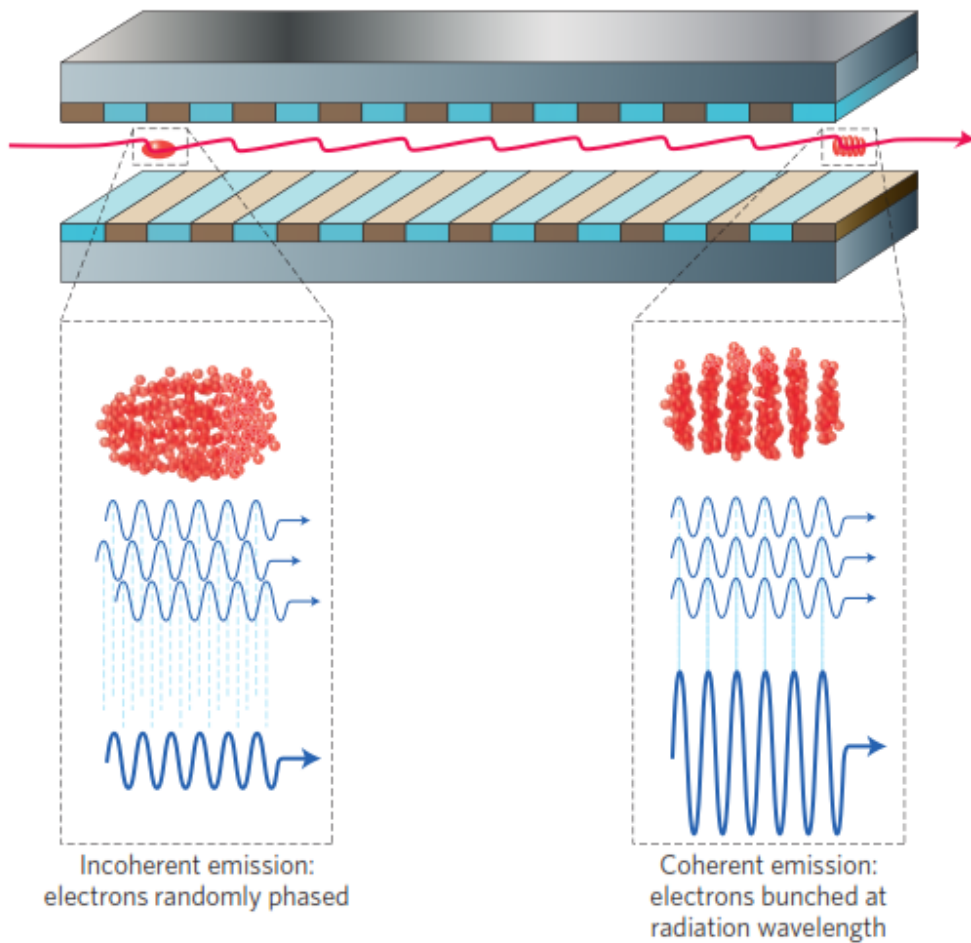 Incoherent emission:
electrons randomly phased
Coherent emission:
electrons bunched at
radiation wavelength